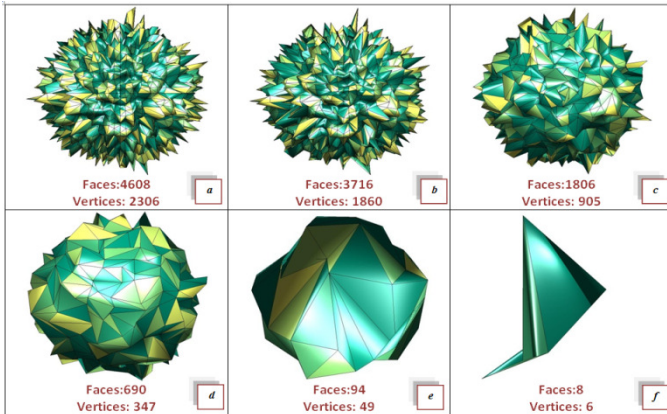 Faces:4608
Vertices: 2306
a
Faces:3716
Vertices: 1860
b
Faces:1806
Vertices: 905
c
Faces:690
Vertices: 347
d
Faces:94
Vertices: 49
e
Faces:8
Vertices: 6
f